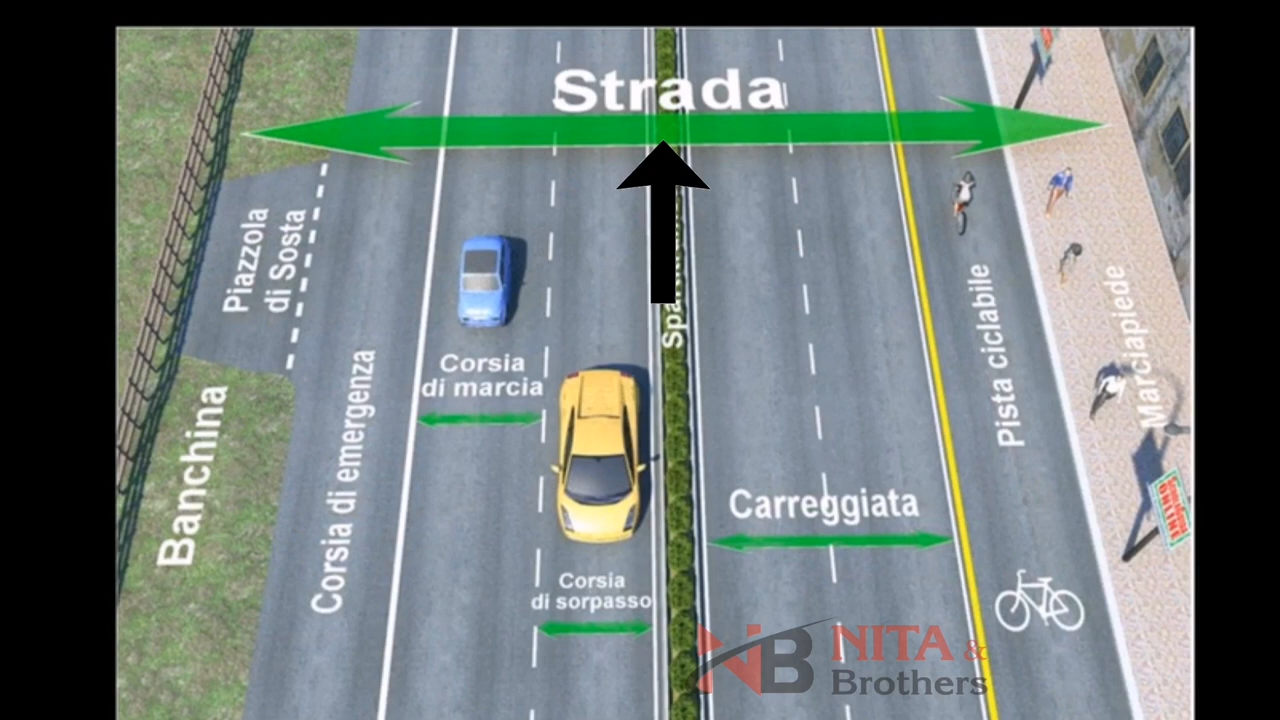 Strada
Piazzola
di Sosta
Corsia
di marcia
Corsia di emergenza
Banchina
Corsia
di sorpasso
Carreggiata
Pista ciclabile
Marciapiede
NB NITA &
Brothers